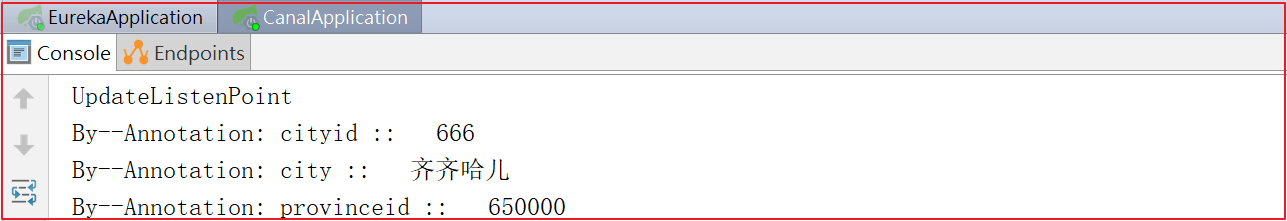 EurekaApplication CanalApplication
Console Endpoints
UpdateListenPoint
By--Annotation: cityid ::   666
By--Annotation: city ::   齐齐哈儿
By--Annotation: provinceid ::   650000